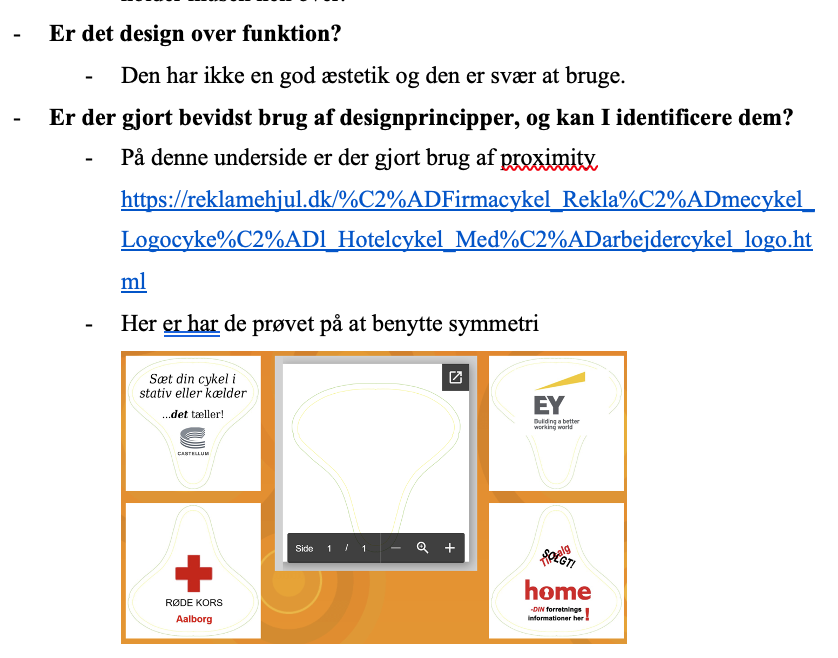 - Er det design over funktion?
- Den har ikke en god æstetik og den er svær at bruge.
- Er der gjort bevidst brug af designprincipper, og kan I identificere dem?
- På denne underside er der gjort brug af proximity
https://reklamehjul.dk/%C2%ADFirmacykel_Rekla%C2%ADmecykel_
Logocyke%C2%ADl_Hotelcykel_Med%C2%ADarbejdercykel_logo.ht
ml
- Her er har de prøvet på at benytte symmetri
Sæt din cykel i
stativ eller kælder
...det tæller!
CASTELLUM
Side 1 / 1
EY
Building a better
working world
RØDE KORS
Aalborg
SOLGT!
home
-DIN forretnings
informationer her !